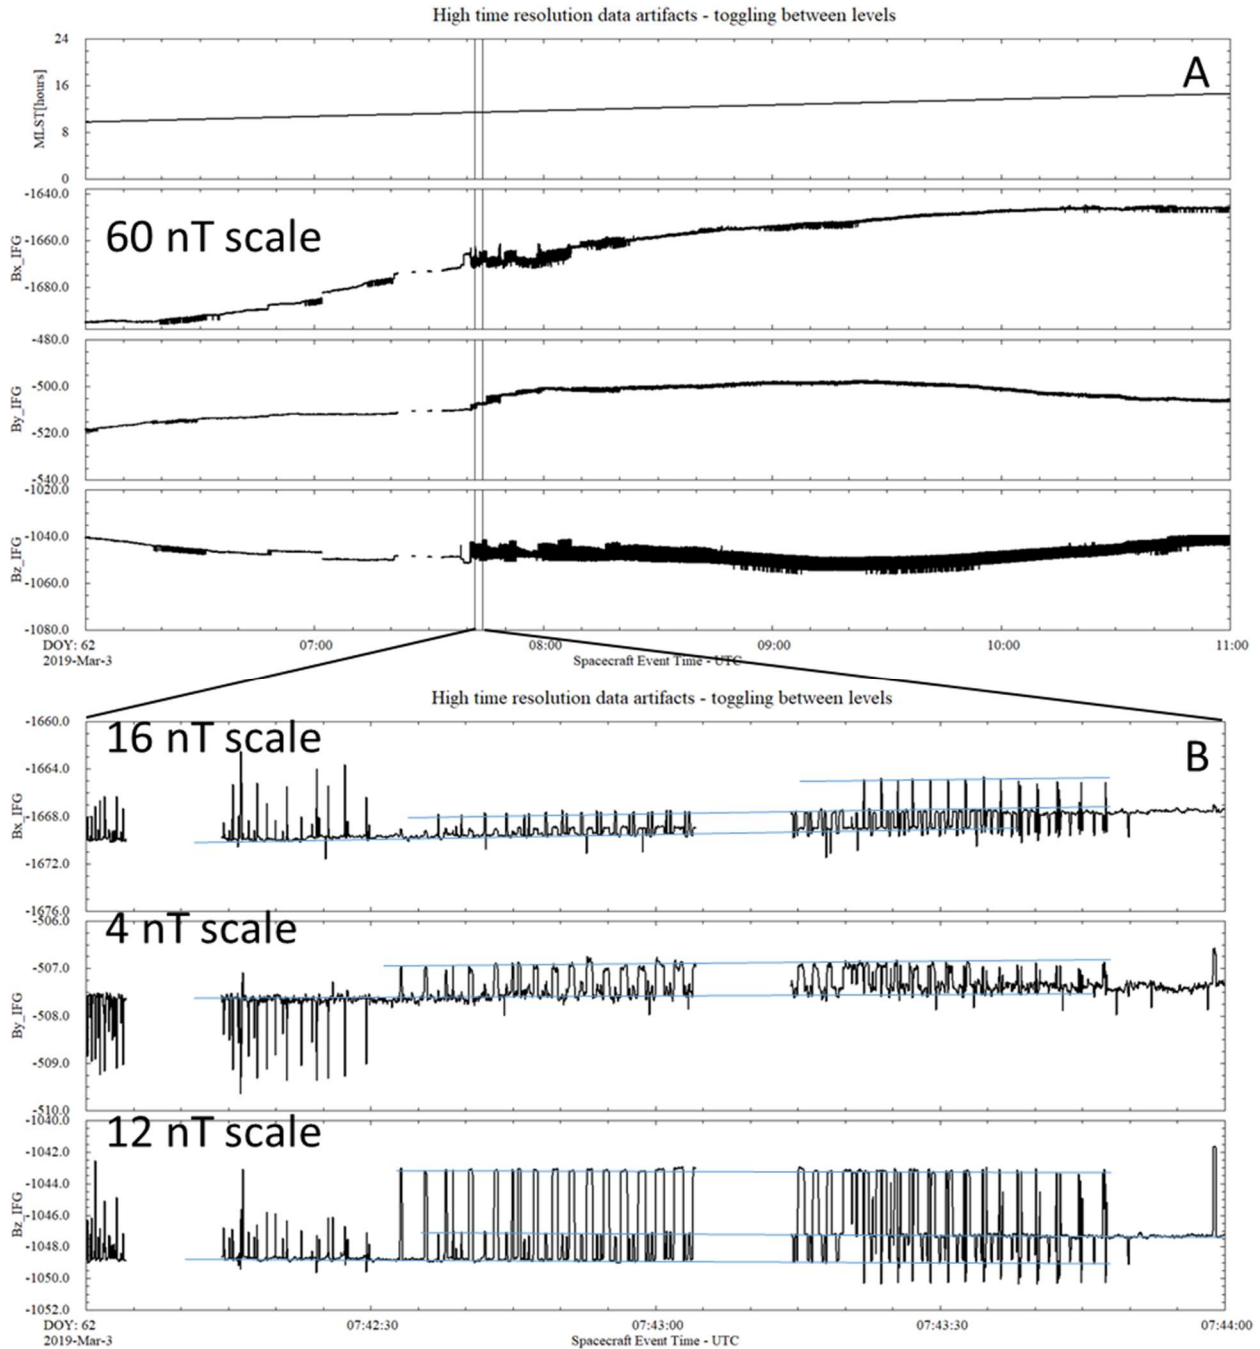 High time resolution data artifacts - toggling between levels
A
MLST[hours]
24
16
8
0
60 nT scale
Bx_IFG
-1640.0
-1660.0
-1680.0
By_IFG
-480.0
-500.0
-520.0
-540.0
Bz_IFG
-1020.0
-1040.0
-1060.0
-1080.0
DOY: 62 07:00 08:00 09:00 10:00 11:00
2019-Mar-3 Spacecraft Event Time - UTC
High time resolution data artifacts - toggling between levels
B
16 nT scale
Bx_IFG
-1660.0
-1664.0
-1668.0
-1672.0
-1676.0
4 nT scale
By_IFG
-506.0
-507.0
-508.0
-509.0
-510.0
12 nT scale
Bz_IFG
-1040.0
-1042.0
-1044.0
-1046.0
-1048.0
-1050.0
-1052.0
DOY: 62 07:42:30 07:43:00 07:43:30 07:44:00
2019-Mar-3 Spacecraft Event Time - UTC